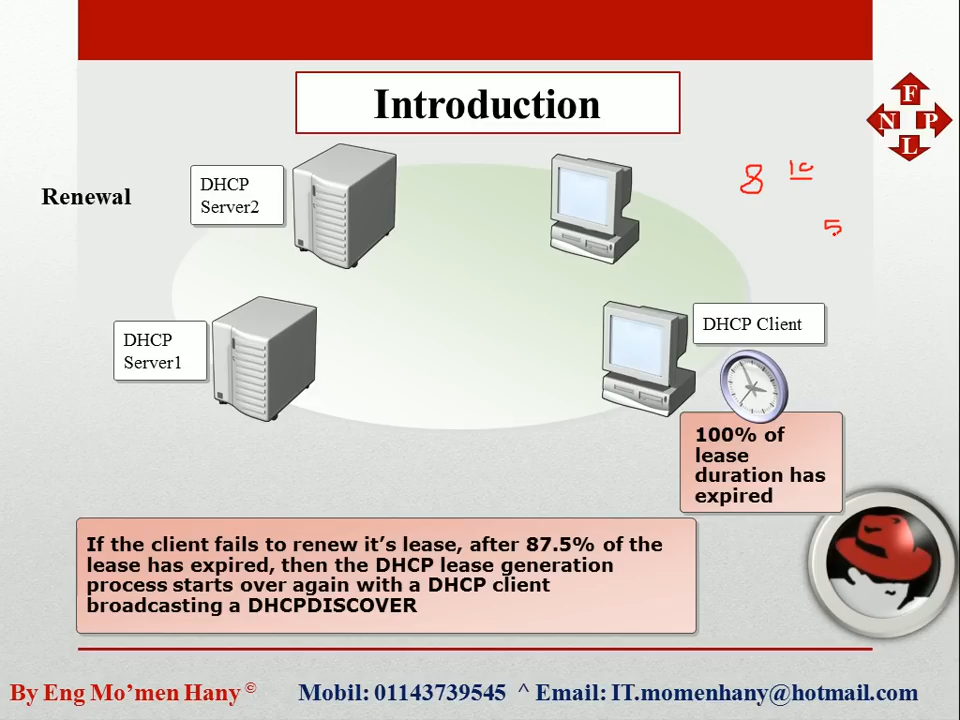 Introduction
F
N P
L
Renewal
DHCP
Server2
8 10
5
DHCP
Server1
DHCP Client
100% of
lease
duration has
expired
If the client fails to renew it’s lease, after 87.5% of the
lease has expired, then the DHCP lease generation
process starts over again with a DHCP client
broadcasting a DHCPDISCOVER
By Eng Mo’men Hany © Mobil: 01143739545 ^ Email: IT.momenhany@hotmail.com